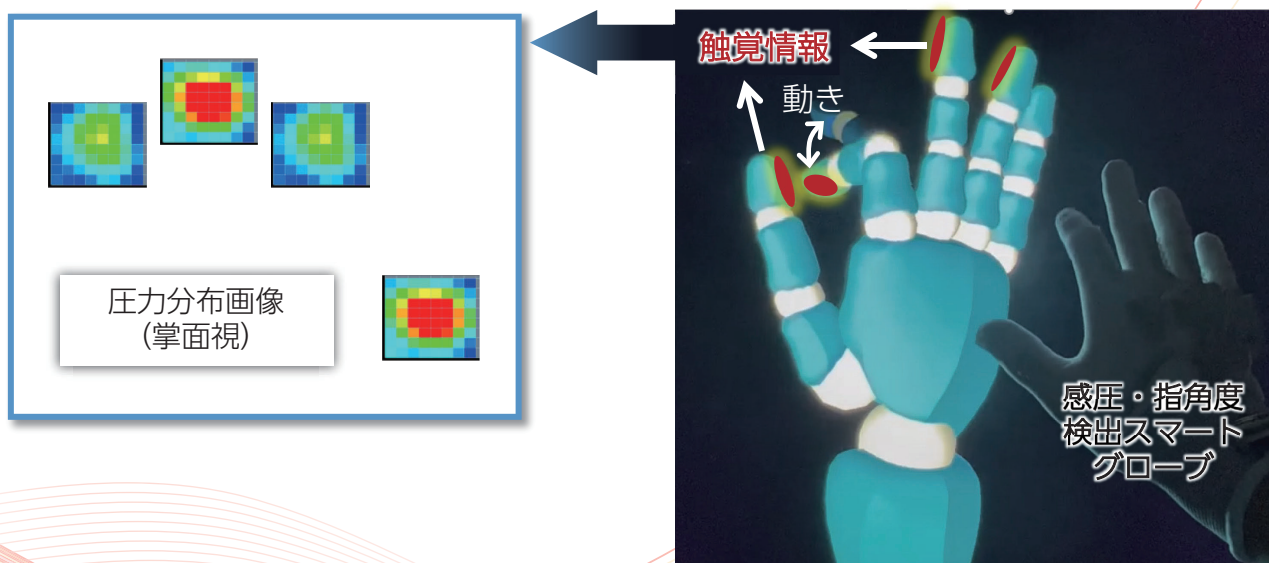 圧力分布画像
(掌面視)
触覚情報
動き
感圧・指角度
検出スマート
グローブ